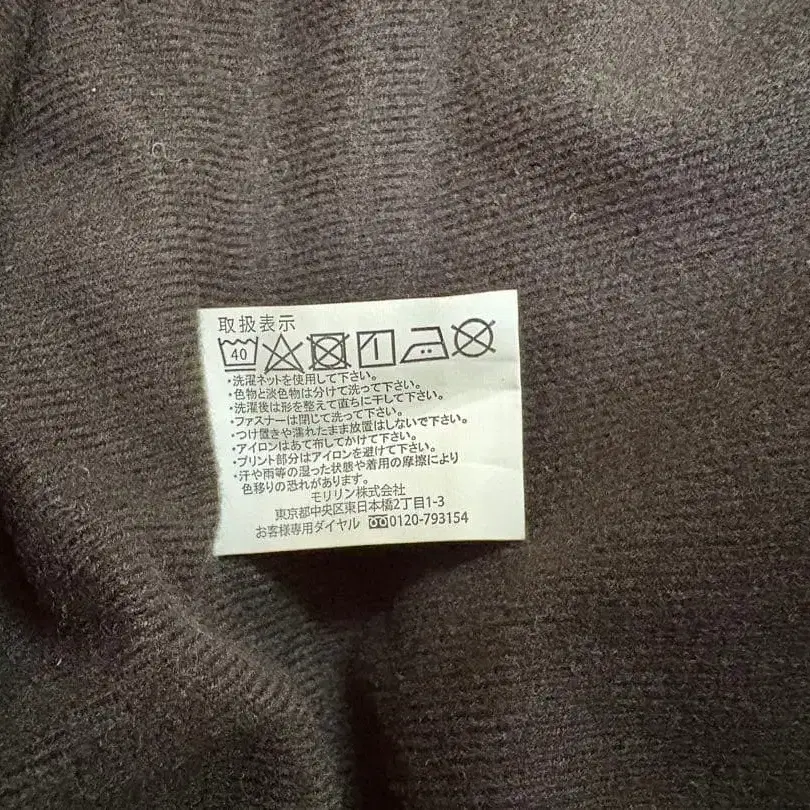 取扱表示
40
・洗濯ネットを使用して下さい。
・色物と淡色物は分けて洗って下さい。
・洗濯後は形を整えて直ちに干して下さい。
・ファスナーは閉じて洗って下さい。
・つけ置きや濡れたまま放置はしないで下さい。
・アイロンはあて布してかけて下さい。
・プリント部分はアイロンを避けて下さい。
・汗や雨等の湿った状態や着用の摩擦により
色移りの恐れがあります。
モリリン株式会社
東京都中央区東日本橋2丁目1-3
お客様専用ダイヤル 0120-793154